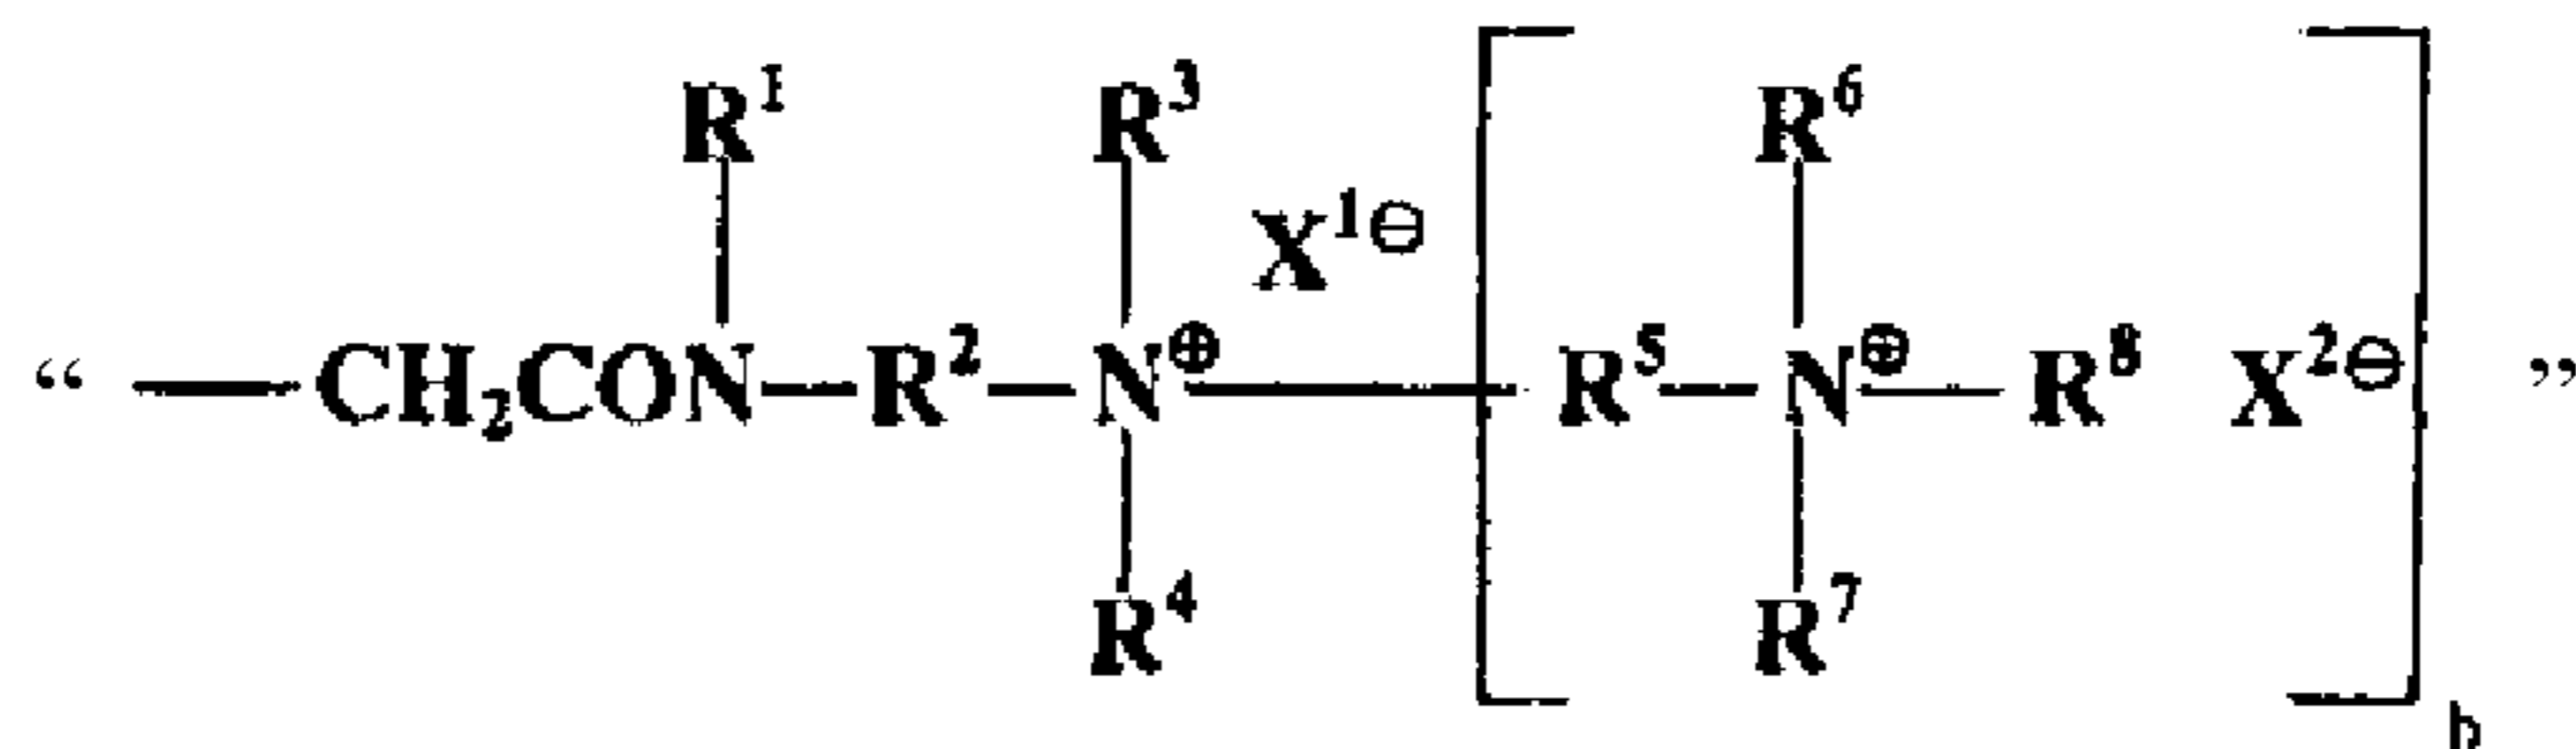 R¹ R³ R⁶
X¹⊖
“ —CH₂CON—R²—N⊕—[R⁵—N⊕—R⁸ X²⊖]b ”
R⁴ R⁷